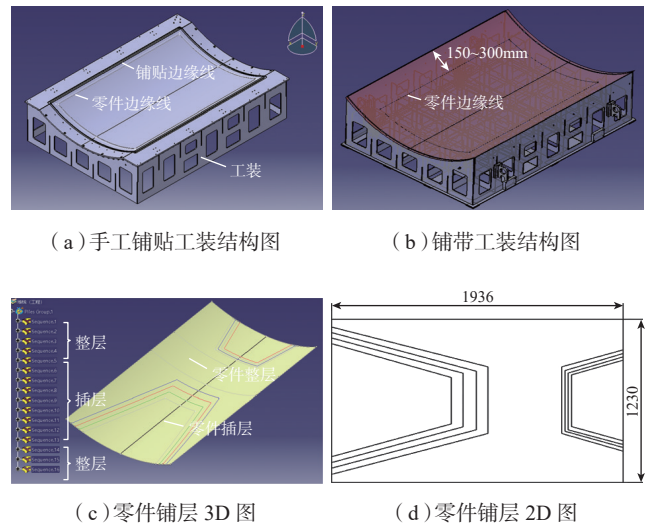 铺贴边缘线
零件边缘线
工装
150~300mm
零件边缘线
（a）手工铺贴工装结构图
（b）铺带工装结构图
整层
插层
整层
零件整层
零件插层
1936
1230
（c）零件铺层 3D 图
（d）零件铺层 2D 图